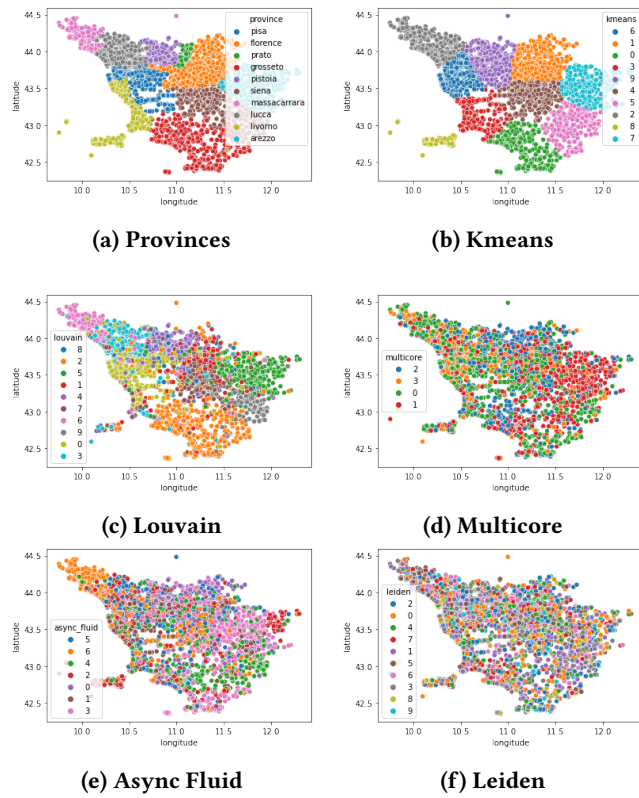 province
pisa
florence
prato
grosseto
pistoia
siena
massacarrara
lucca
livorno
arezzo
44.5
44.0
43.5
43.0
42.5
latitude
10.0 10.5 11.0 11.5 12.0
longitude
(a) Provinces
kmeans
6
1
0
3
9
4
5
2
8
7
44.5
44.0
43.5
43.0
42.5
latitude
10.0 10.5 11.0 11.5 12.0
longitude
(b) Kmeans
louvain
8
2
5
1
4
7
6
9
0
3
44.5
44.0
43.5
43.0
42.5
latitude
10.0 10.5 11.0 11.5 12.0
longitude
(c) Louvain
multicore
2
3
0
1
44.5
44.0
43.5
43.0
42.5
latitude
10.0 10.5 11.0 11.5 12.0
longitude
(d) Multicore
async_fluid
5
6
4
2
0
1
3
44.5
44.0
43.5
43.0
42.5
latitude
10.0 10.5 11.0 11.5 12.0
longitude
(e) Async Fluid
leiden
2
0
4
7
1
5
6
3
8
9
44.5
44.0
43.5
43.0
42.5
latitude
10.0 10.5 11.0 11.5 12.0
longitude
(f) Leiden